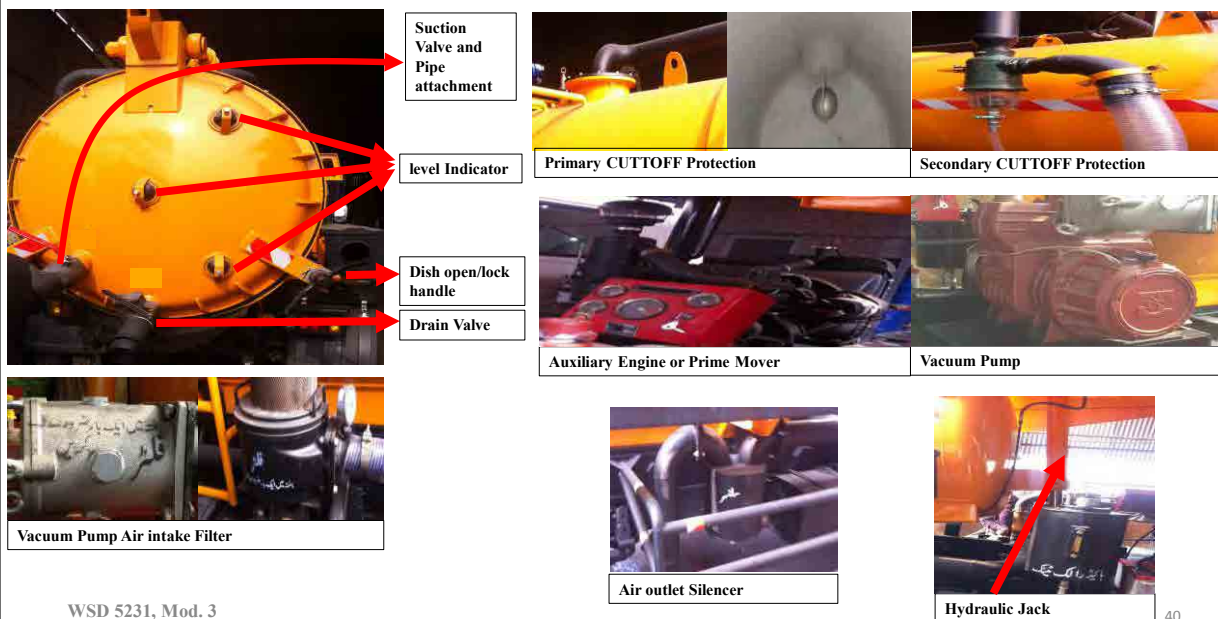 Suction
Valve and
Pipe
attachment
level Indicator
Dish open/lock
handle
Drain Valve
Primary CUTTOFF Protection
Secondary CUTTOFF Protection
Auxiliary Engine or Prime Mover
Vacuum Pump
Vacuum Pump Air intake Filter
Air outlet Silencer
ہائیڈرالک ٹینک
Hydraulic Jack
WSD 5231, Mod. 3
40